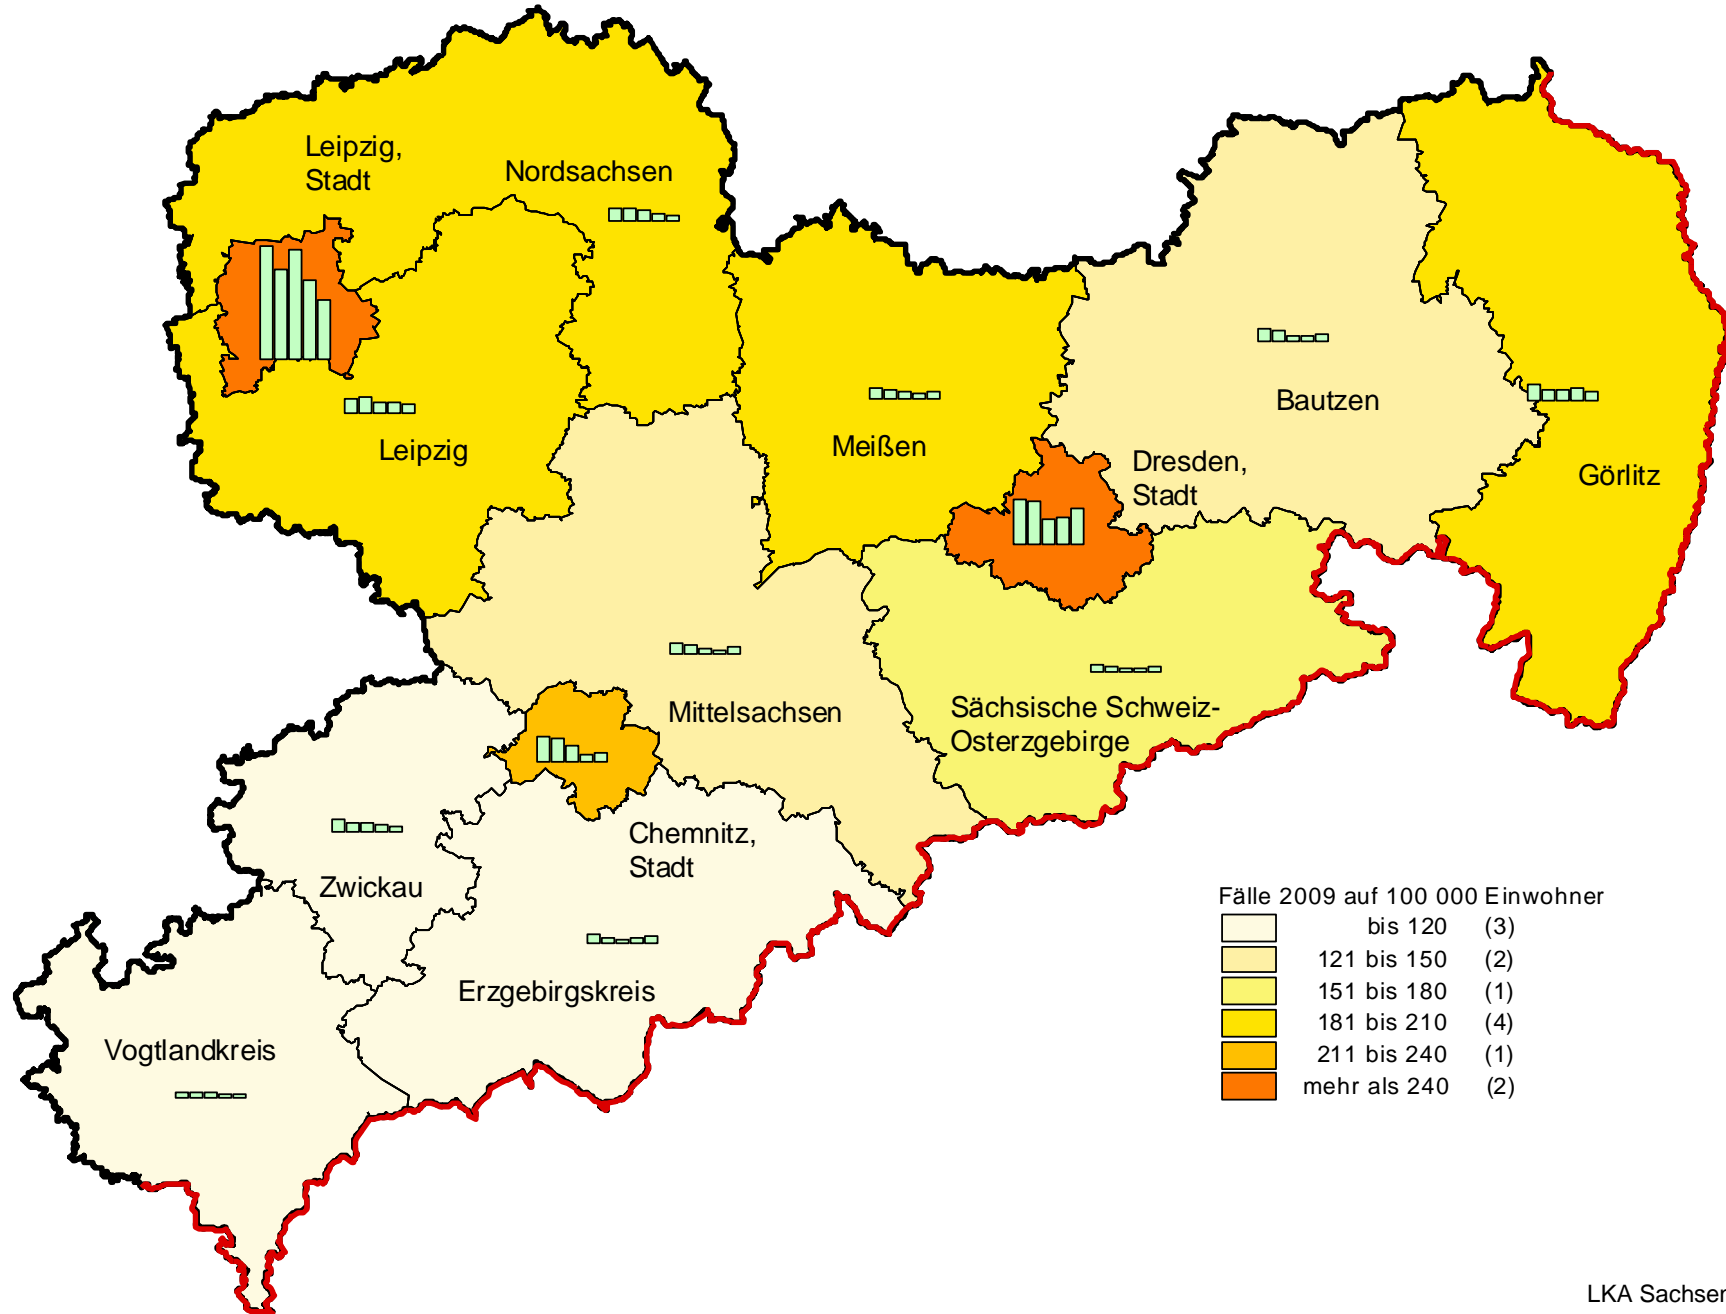 Leipzig,
Stadt
Nordsachsen
Leipzig
Meißen
Bautzen
Dresden,
Stadt
Görlitz
Mittelsachsen
Sächsische Schweiz-
Osterzgebirge
Chemnitz,
Stadt
Zwickau
Erzgebirgskreis
Vogtlandkreis
Fälle 2009 auf 100 000 Einwohner
bis 120 (3)
121 bis 150 (2)
151 bis 180 (1)
181 bis 210 (4)
211 bis 240 (1)
mehr als 240 (2)
LKA Sachsen